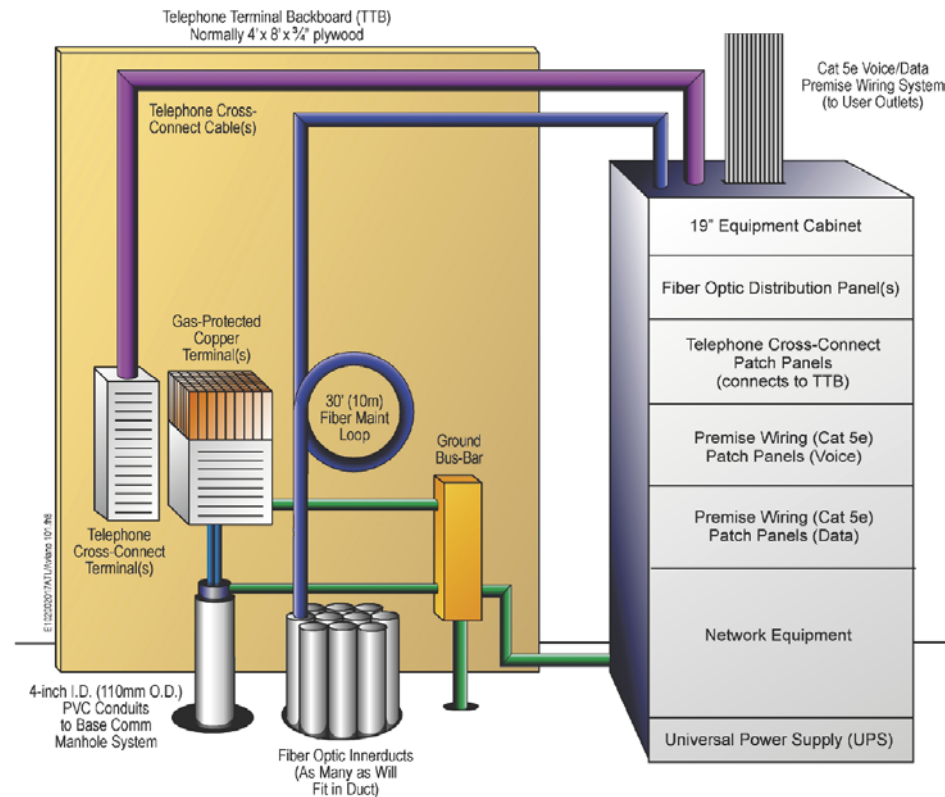 Telephone Terminal Backboard (TTB)
Normally 4' x 8' x ¾" plywood
Cat 5e Voice/Data
Premise Wiring System
(to User Outlets)
Telephone Cross-
Connect Cable(s)
19" Equipment Cabinet
Fiber Optic Distribution Panel(s)
Telephone Cross-Connect
Patch Panels
(connects to TTB)
Premise Wiring (Cat 5e)
Patch Panels (Voice)
Premise Wiring (Cat 5e)
Patch Panels (Data)
Network Equipment
Universal Power Supply (UPS)
Gas-Protected
Copper
Terminal(s)
30' (10m)
Fiber Maint
Loop
Ground
Bus-Bar
Telephone
Cross-Connect
Terminal(s)
E102002017ATL/Aviano 101.fh8
4-inch I.D. (110mm O.D.)
PVC Conduits
to Base Comm
Manhole System
Fiber Optic Innerducts
(As Many as Will
Fit in Duct)